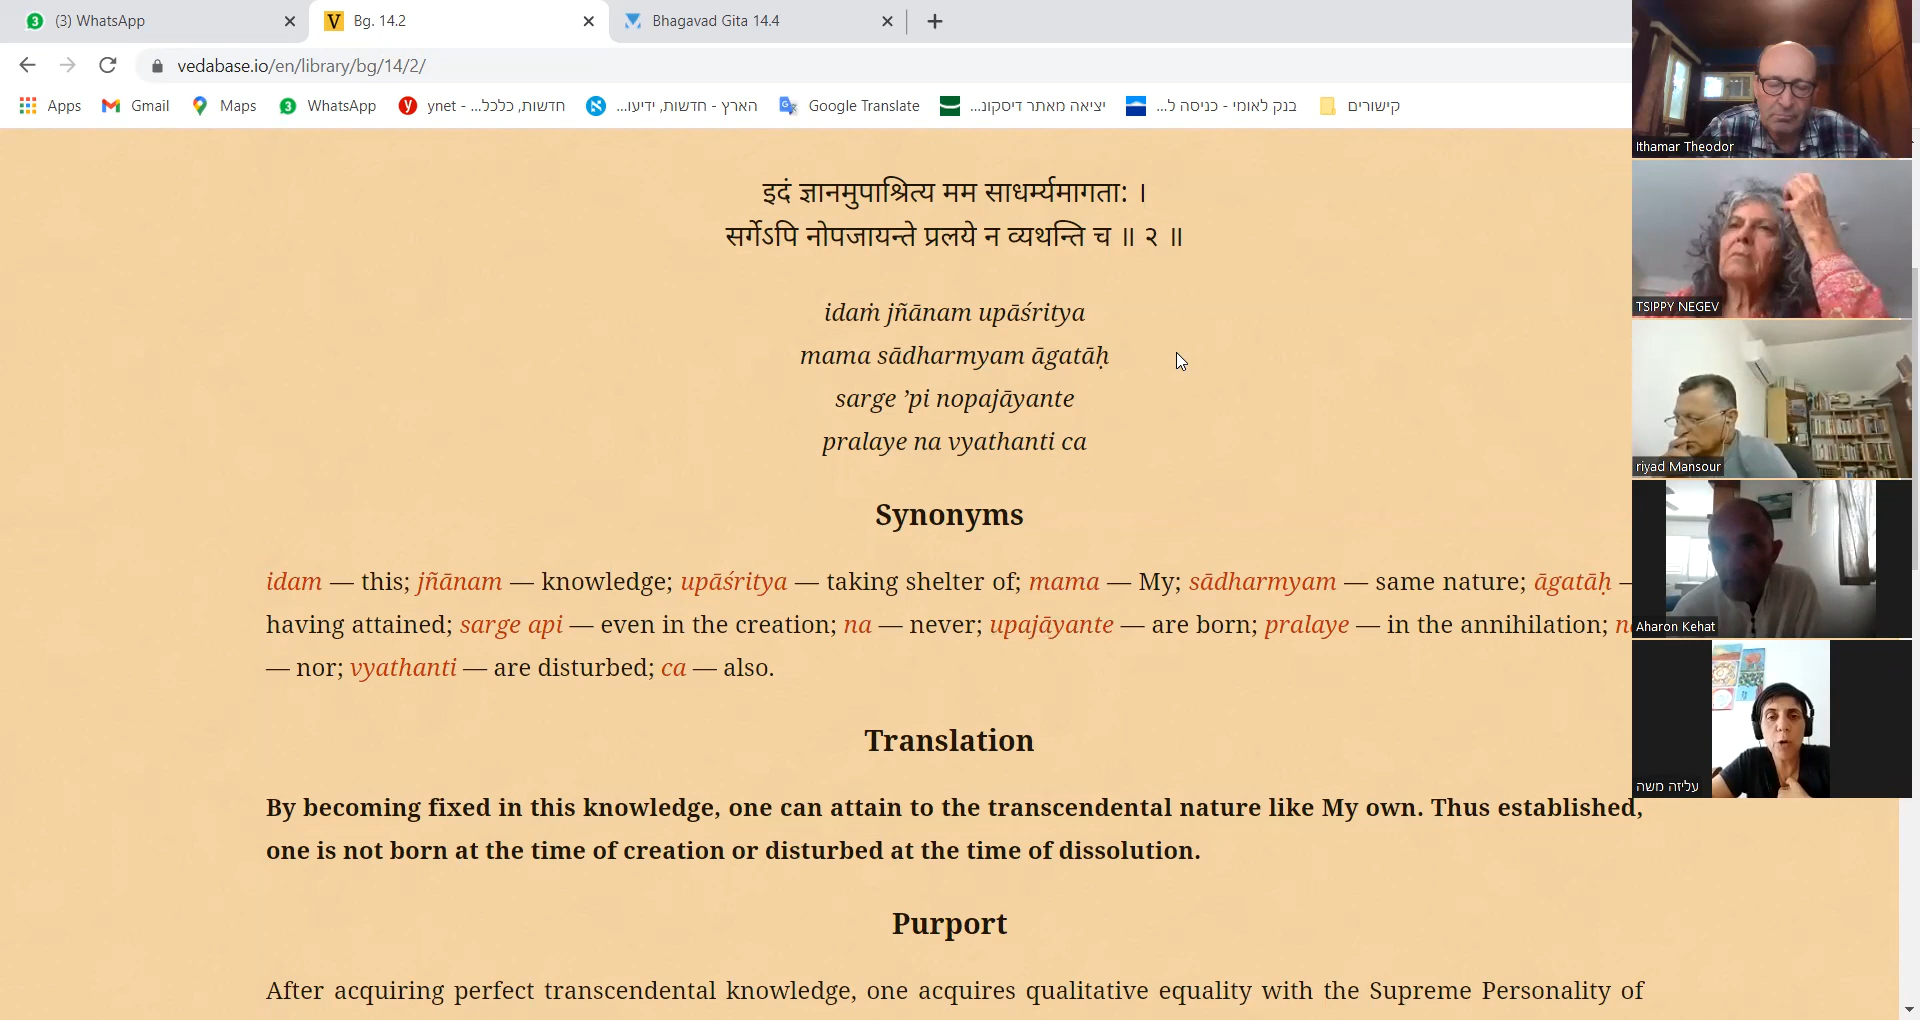 (3) WhatsApp
Bg. 14.2
Bhagavad Gita 14.4
vedabase.io/en/library/bg/14/2/
Apps
Gmail
Maps
WhatsApp
ynet - חדשות, כלכל...
הארץ - חדשות, ידיעו...
Google Translate
יציאה מאתר דיסקונ...
בנק לאומי - כניסה ל...
קישורים
इदं ज्ञानमुपाश्रित्य मम साधर्म्यमागता: ।
सर्गेऽपि नोपजायन्ते प्रलये न व्यथन्ति च ॥ २ ॥
idaṁ jñānam upāśritya
mama sādharmyam āgatāḥ
sarge ’pi nopajāyante
pralaye na vyathanti ca
Synonyms
idam — this; jñānam — knowledge; upāśritya — taking shelter of; mama — My; sādharmyam — same nature; āgatāḥ —
having attained; sarge api — even in the creation; na — never; upajāyante — are born; pralaye — in the annihilation;
— nor; vyathanti — are disturbed; ca — also.
Translation
By becoming fixed in this knowledge, one can attain to the transcendental nature like My own. Thus established,
one is not born at the time of creation or disturbed at the time of dissolution.
Purport
After acquiring perfect transcendental knowledge, one acquires qualitative equality with the Supreme Personality of
Ithamar Theodor
TSIPPY NEGEV
riyad Mansour
Aharon Kehat
עליזה משה